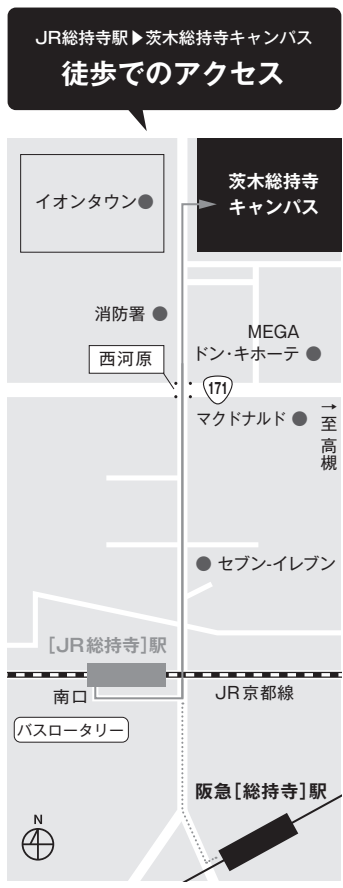 JR総持寺駅▶茨木総持寺キャンパス
徒歩でのアクセス
イオンタウン
茨木総持寺
キャンパス
消防署
MEGA
ドン・キホーテ
西河原
171
マクドナルド
→至 高槻
セブン-イレブン
[JR総持寺]駅
南口
JR京都線
バスロータリー
阪急[総持寺]駅
N